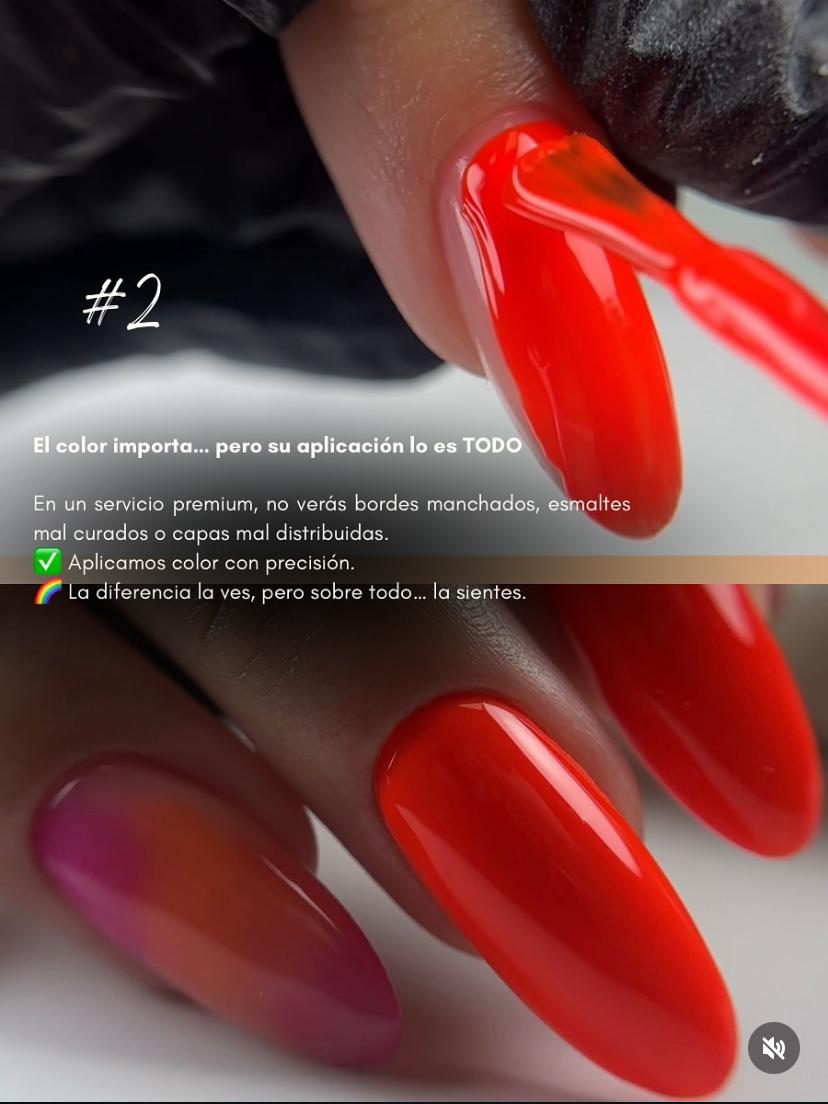 #2
El color importa... pero su aplicación lo es TODO
En un servicio premium, no verás bordes manchados, esmaltes
mal curados o capas mal distribuidas.
✅ Aplicamos color con precisión.
🌈 La diferencia la ves, pero sobre todo... la sientes.